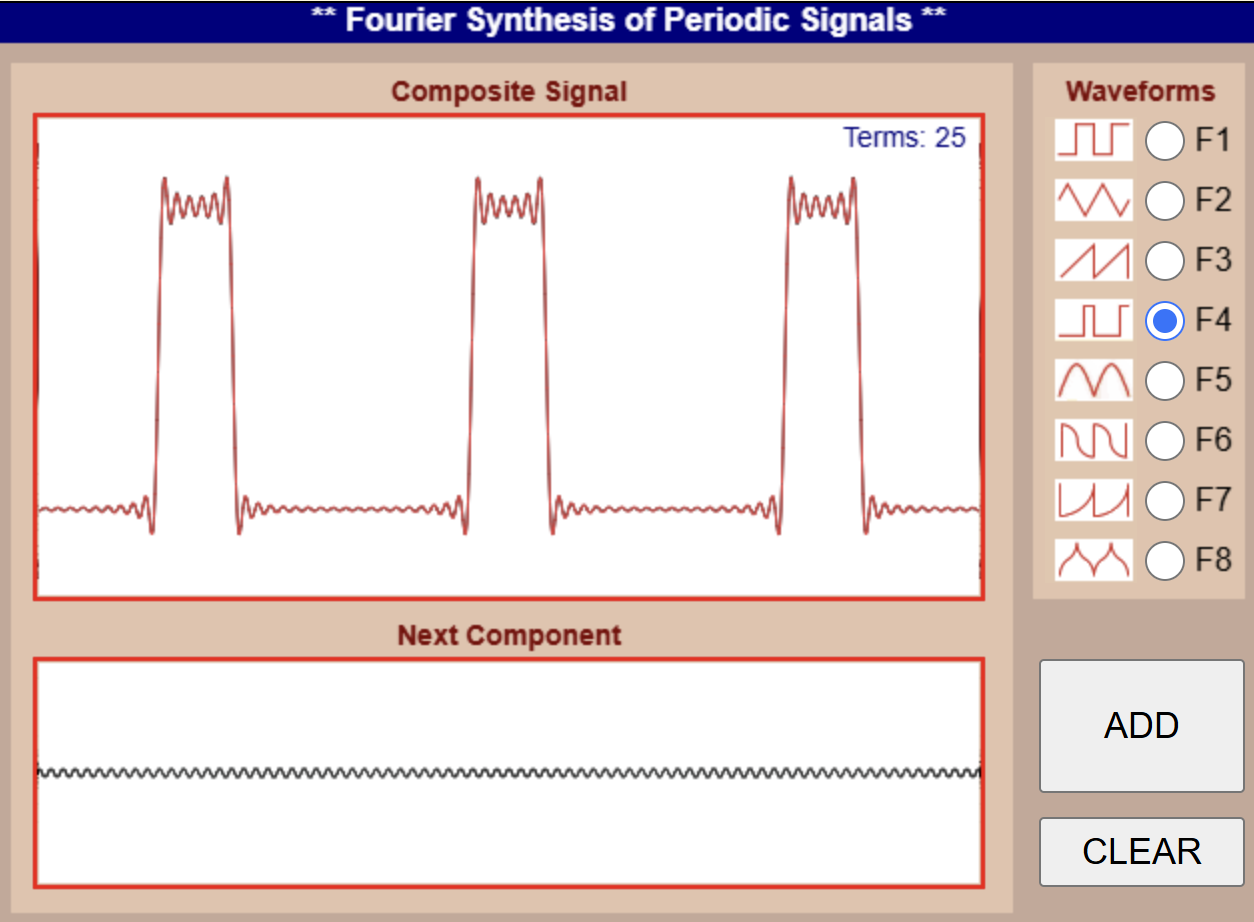 ** Fourier Synthesis of Periodic Signals **
Composite Signal
Terms: 25
Next Component
Waveforms
F1
F2
F3
F4
F5
F6
F7
F8
ADD
CLEAR